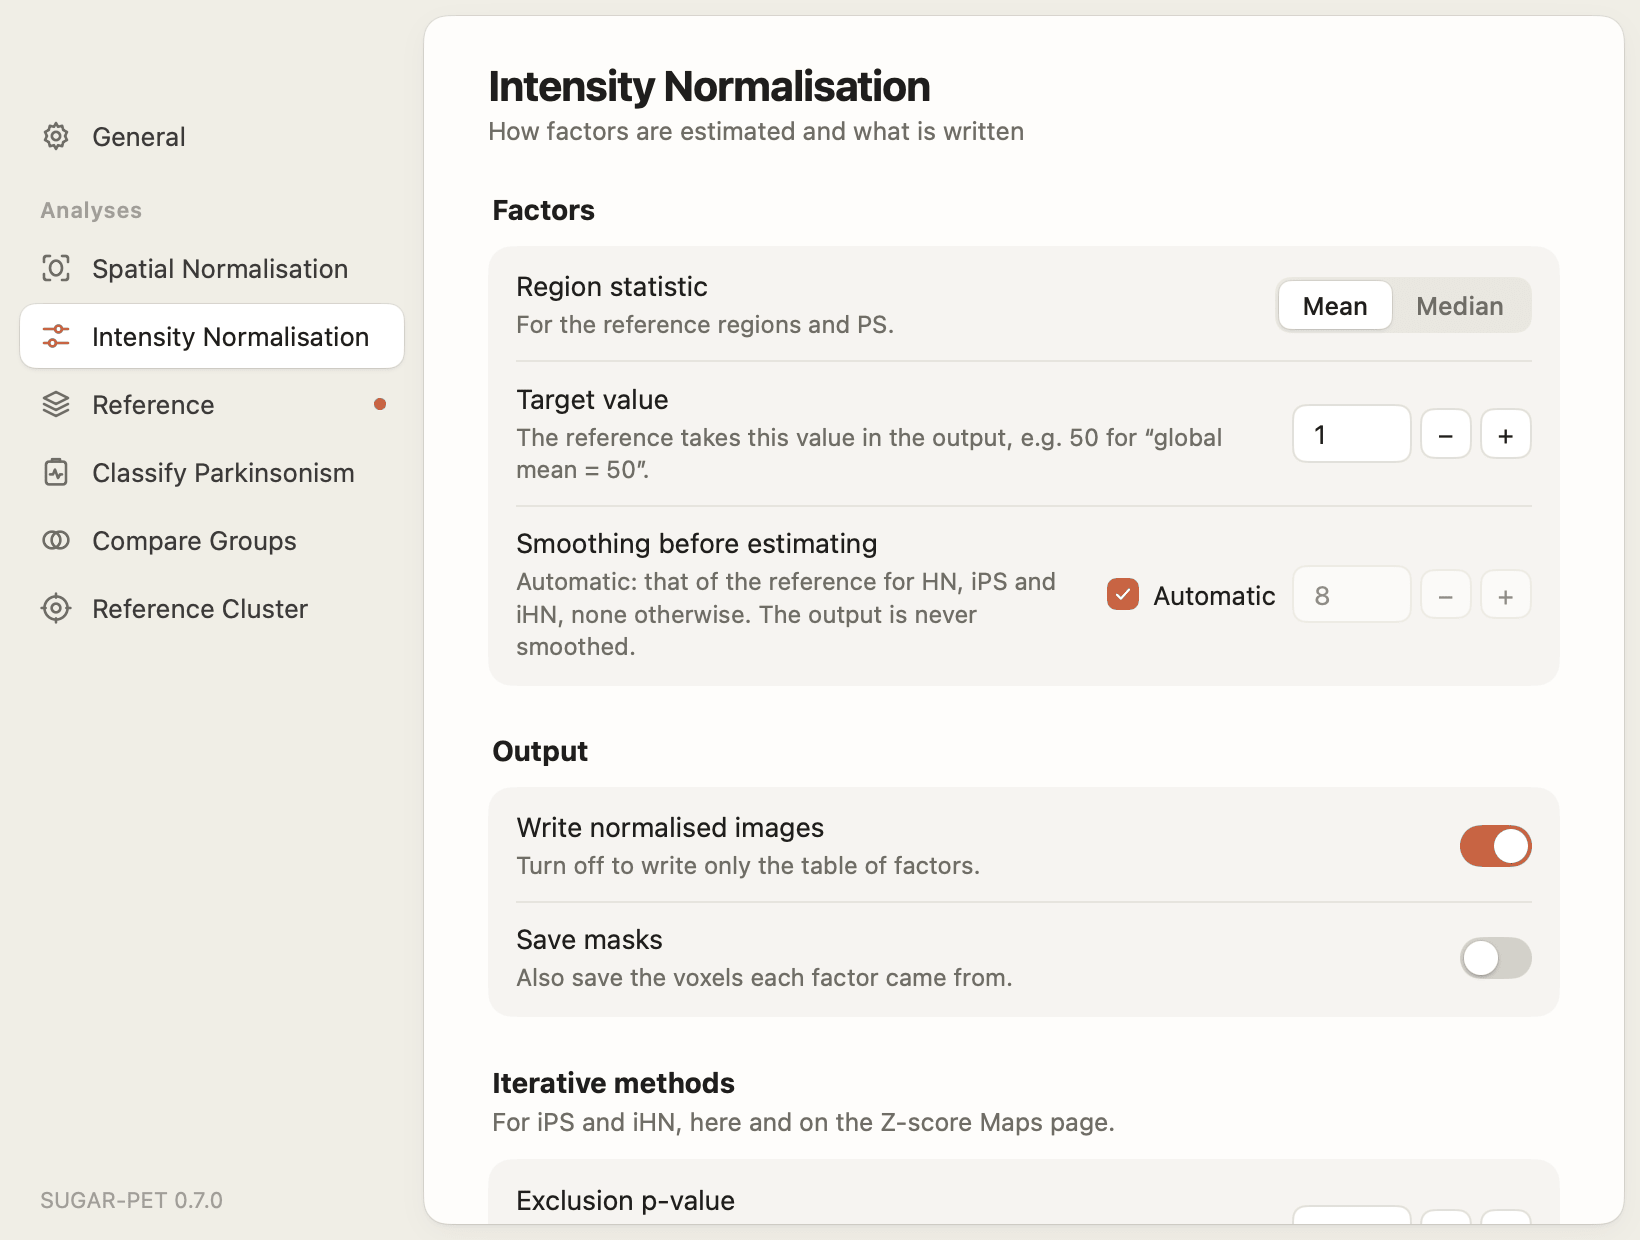 General
Analyses
Spatial Normalisation
Intensity Normalisation
Reference
Classify Parkinsonism
Compare Groups
Reference Cluster
SUGAR-PET 0.7.0
Intensity Normalisation
How factors are estimated and what is written
Factors
Region statistic
For the reference regions and PS.
Mean Median
Target value
The reference takes this value in the output, e.g. 50 for “global
mean = 50”.
1 − +
Smoothing before estimating
Automatic: that of the reference for HN, iPS and
iHN, none otherwise. The output is never
smoothed.
Automatic 8 − +
Output
Write normalised images
Turn off to write only the table of factors.
Save masks
Also save the voxels each factor came from.
Iterative methods
For iPS and iHN, here and on the Z-score Maps page.
Exclusion p-value